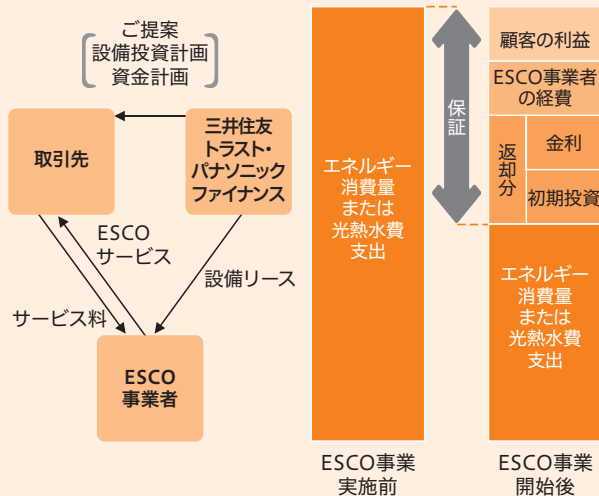 ご提案
設備投資計画
資金計画
取引先
三井住友
トラスト・
パナソニック
ファイナンス
ESCO
サービス
設備リース
サービス料
ESCO
事業者
エネルギー
消費量
または
光熱水費
支出
ESCO事業
実施前
保証
顧客の利益
ESCO事業者
の経費
返却分
金利
初期投資
エネルギー
消費量
または
光熱水費
支出
ESCO事業
開始後